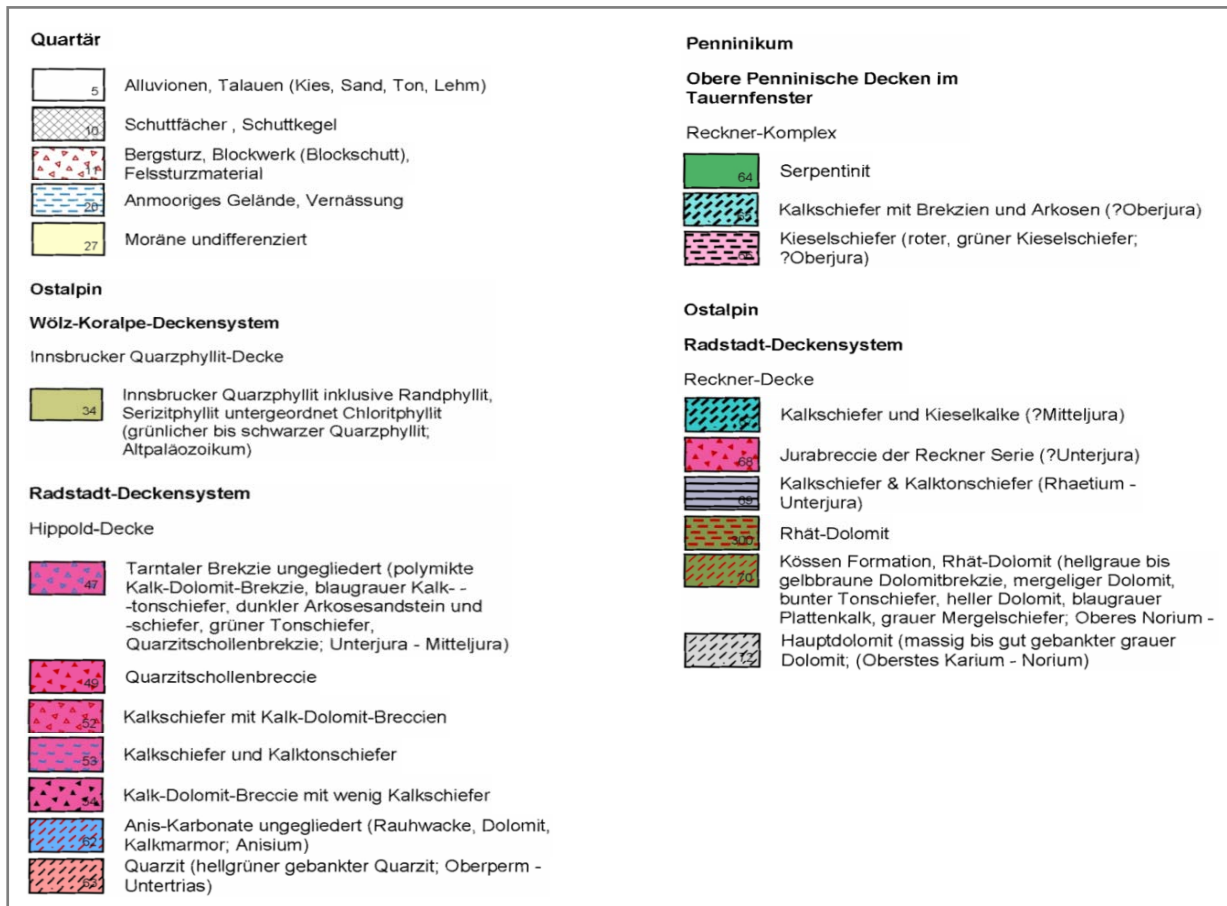 Quartär
5
Alluvionen, Talauen (Kies, Sand, Ton, Lehm)
10
Schuttfächer , Schuttkegel
11
Bergsturz, Blockwerk (Blockschutt),
Felssturzmaterial
20
Anmooriges Gelände, Vernässung
27
Moräne undifferenziert
Ostalpin
Wölz-Koralpe-Deckensystem
Innsbrucker Quarzphyllit-Decke
34
Innsbrucker Quarzphyllit inklusive Randphyllit,
Serizitphyllit untergeordnet Chloritphyllit
(grünlicher bis schwarzer Quarzphyllit;
Altpaläozoikum)
Radstadt-Deckensystem
Hippold-Decke
47
Tarntaler Brekzie ungegliedert (polymikte
Kalk-Dolomit-Brekzie, blaugrauer Kalk- -
-tonschiefer, dunkler Arkosesandstein und
-schiefer, grüner Tonschiefer,
Quarzitschollenbrekzie; Unterjura - Mitteljura)
49
Quarzitschollenbreccie
52
Kalkschiefer mit Kalk-Dolomit-Breccien
53
Kalkschiefer und Kalktonschiefer
54
Kalk-Dolomit-Breccie mit wenig Kalkschiefer
62
Anis-Karbonate ungegliedert (Rauhwacke, Dolomit,
Kalkmarmor; Anisium)
63
Quarzit (hellgrüner gebankter Quarzit; Oberperm -
Untertrias)
Penninikum
Obere Penninische Decken im
Tauernfenster
Reckner-Komplex
64
Serpentinit
65
Kalkschiefer mit Brekzien und Arkosen (?Oberjura)
66
Kieselschiefer (roter, grüner Kieselschiefer;
?Oberjura)
Ostalpin
Radstadt-Deckensystem
Reckner-Decke
Kalkschiefer und Kieselkalke (?Mitteljura)
68
Jurabreccie der Reckner Serie (?Unterjura)
69
Kalkschiefer & Kalktonschiefer (Rhaetium -
Unterjura)
300
Rhät-Dolomit
70
Kössen Formation, Rhät-Dolomit (hellgraue bis
gelbbraune Dolomitbrekzie, mergeliger Dolomit,
bunter Tonschiefer, heller Dolomit, blaugrauer
Plattenkalk, grauer Mergelschiefer; Oberes Norium -
72
Hauptdolomit (massig bis gut gebankter grauer
Dolomit; (Oberstes Karium - Norium)